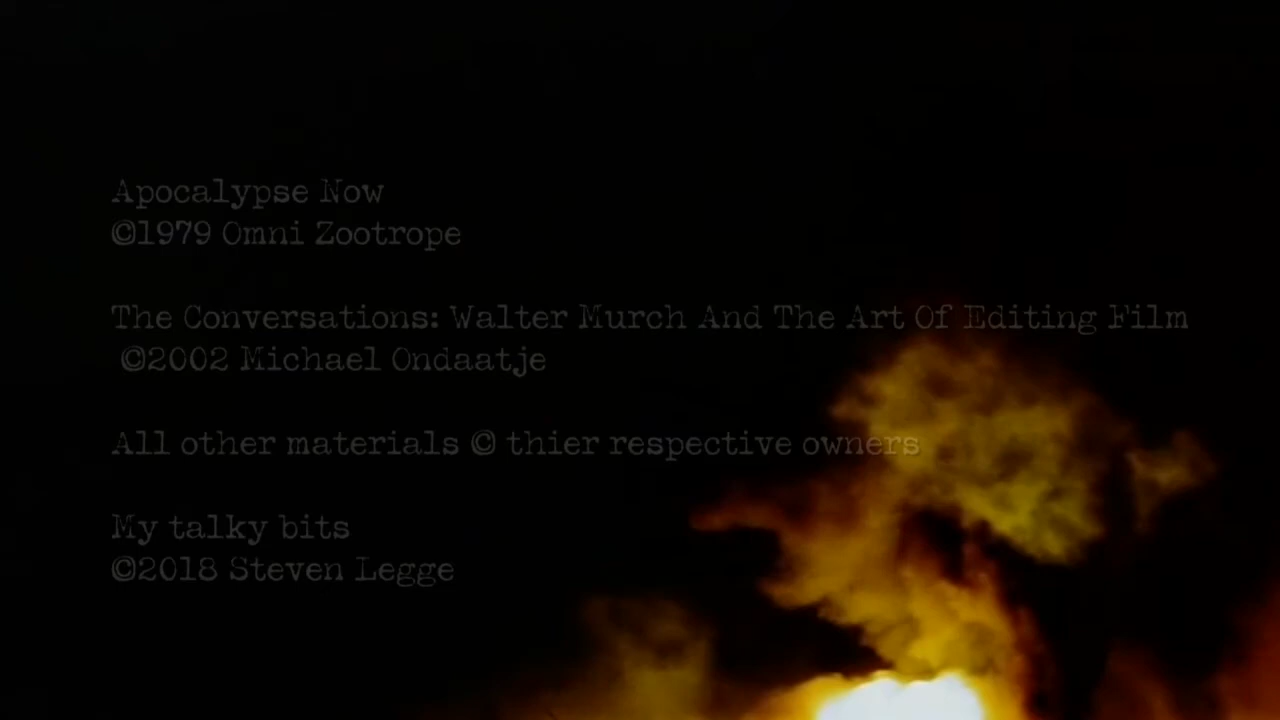 Apocalypse Now
©1979 Omni Zootrope
The Conversations: Walter Murch And The Art Of Editing Film
©2002 Michael Ondaatje
All other materials © thier respective owners
My talky bits
©2018 Steven Legge